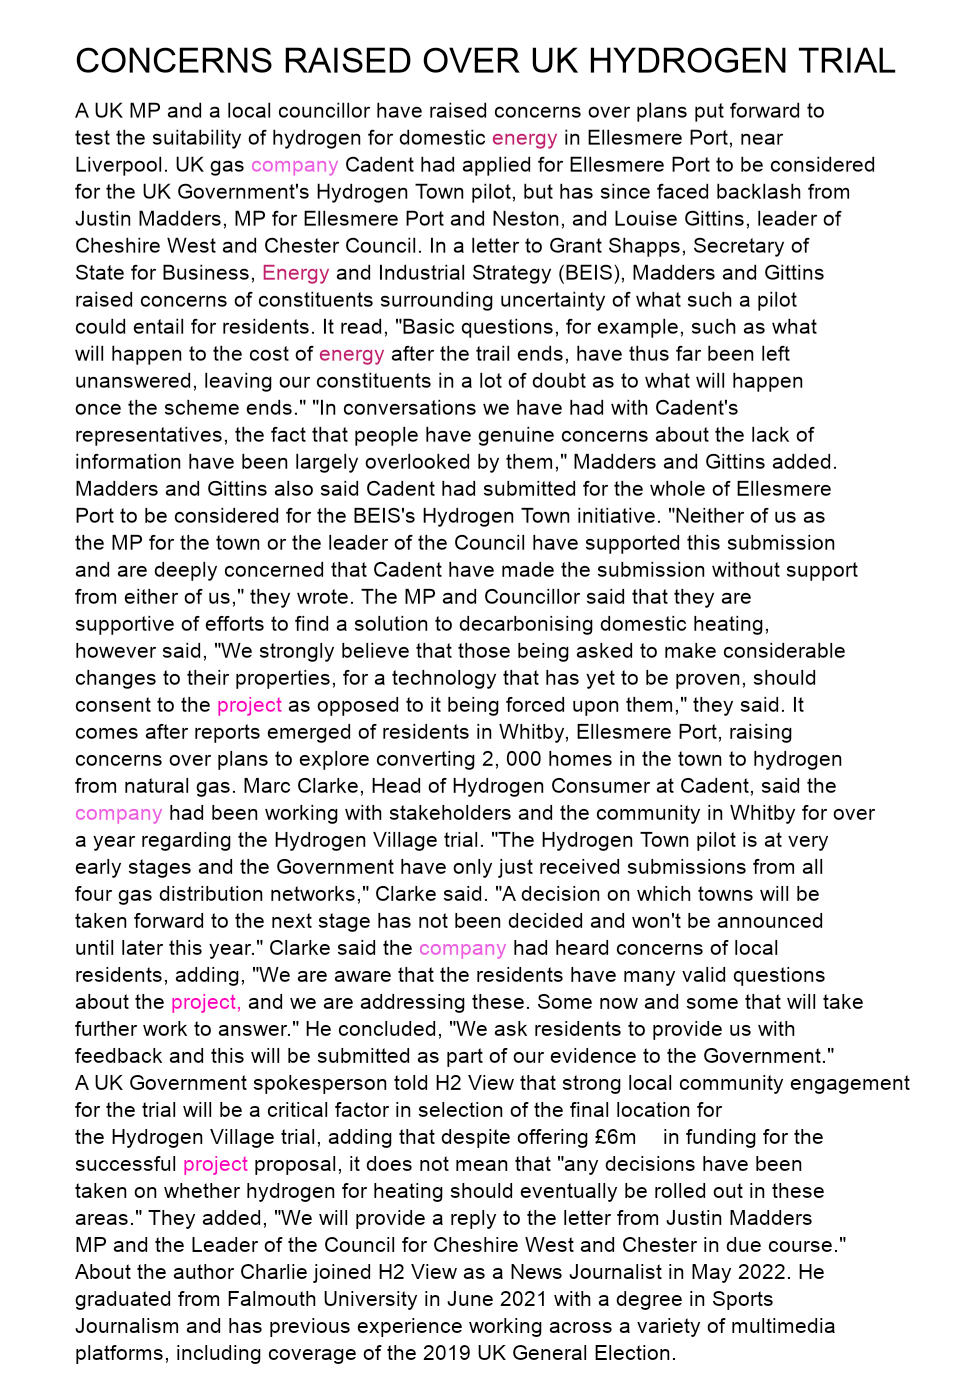 CONCERNS RAISED OVER UK HYDROGEN TRIAL
A UK MP and a local councillor have raised concerns over plans put forward to
test the suitability of hydrogen for domestic energy in Ellesmere Port, near
Liverpool. UK gas company Cadent had applied for Ellesmere Port to be considered
for the UK Government's Hydrogen Town pilot, but has since faced backlash from
Justin Madders, MP for Ellesmere Port and Neston, and Louise Gittins, leader of
Cheshire West and Chester Council. In a letter to Grant Shapps, Secretary of
State for Business, Energy and Industrial Strategy (BEIS), Madders and Gittins
raised concerns of constituents surrounding uncertainty of what such a pilot
could entail for residents. It read, "Basic questions, for example, such as what
will happen to the cost of energy after the trail ends, have thus far been left
unanswered, leaving our constituents in a lot of doubt as to what will happen
once the scheme ends." "In conversations we have had with Cadent's
representatives, the fact that people have genuine concerns about the lack of
information have been largely overlooked by them," Madders and Gittins added.
Madders and Gittins also said Cadent had submitted for the whole of Ellesmere
Port to be considered for the BEIS's Hydrogen Town initiative. "Neither of us as
the MP for the town or the leader of the Council have supported this submission
and are deeply concerned that Cadent have made the submission without support
from either of us," they wrote. The MP and Councillor said that they are
supportive of efforts to find a solution to decarbonising domestic heating,
however said, "We strongly believe that those being asked to make considerable
changes to their properties, for a technology that has yet to be proven, should
consent to the project as opposed to it being forced upon them," they said. It
comes after reports emerged of residents in Whitby, Ellesmere Port, raising
concerns over plans to explore converting 2, 000 homes in the town to hydrogen
from natural gas. Marc Clarke, Head of Hydrogen Consumer at Cadent, said the
company had been working with stakeholders and the community in Whitby for over
a year regarding the Hydrogen Village trial. "The Hydrogen Town pilot is at very
early stages and the Government have only just received submissions from all
four gas distribution networks," Clarke said. "A decision on which towns will be
taken forward to the next stage has not been decided and won't be announced
until later this year." Clarke said the company had heard concerns of local
residents, adding, "We are aware that the residents have many valid questions
about the project, and we are addressing these. Some now and some that will take
further work to answer." He concluded, "We ask residents to provide us with
feedback and this will be submitted as part of our evidence to the Government."
A UK Government spokesperson told H2 View that strong local community engagement
for the trial will be a critical factor in selection of the final location for
the Hydrogen Village trial, adding that despite offering £6m in funding for the
successful project proposal, it does not mean that "any decisions have been
taken on whether hydrogen for heating should eventually be rolled out in these
areas." They added, "We will provide a reply to the letter from Justin Madders
MP and the Leader of the Council for Cheshire West and Chester in due course."
About the author Charlie joined H2 View as a News Journalist in May 2022. He
graduated from Falmouth University in June 2021 with a degree in Sports
Journalism and has previous experience working across a variety of multimedia
platforms, including coverage of the 2019 UK General Election.